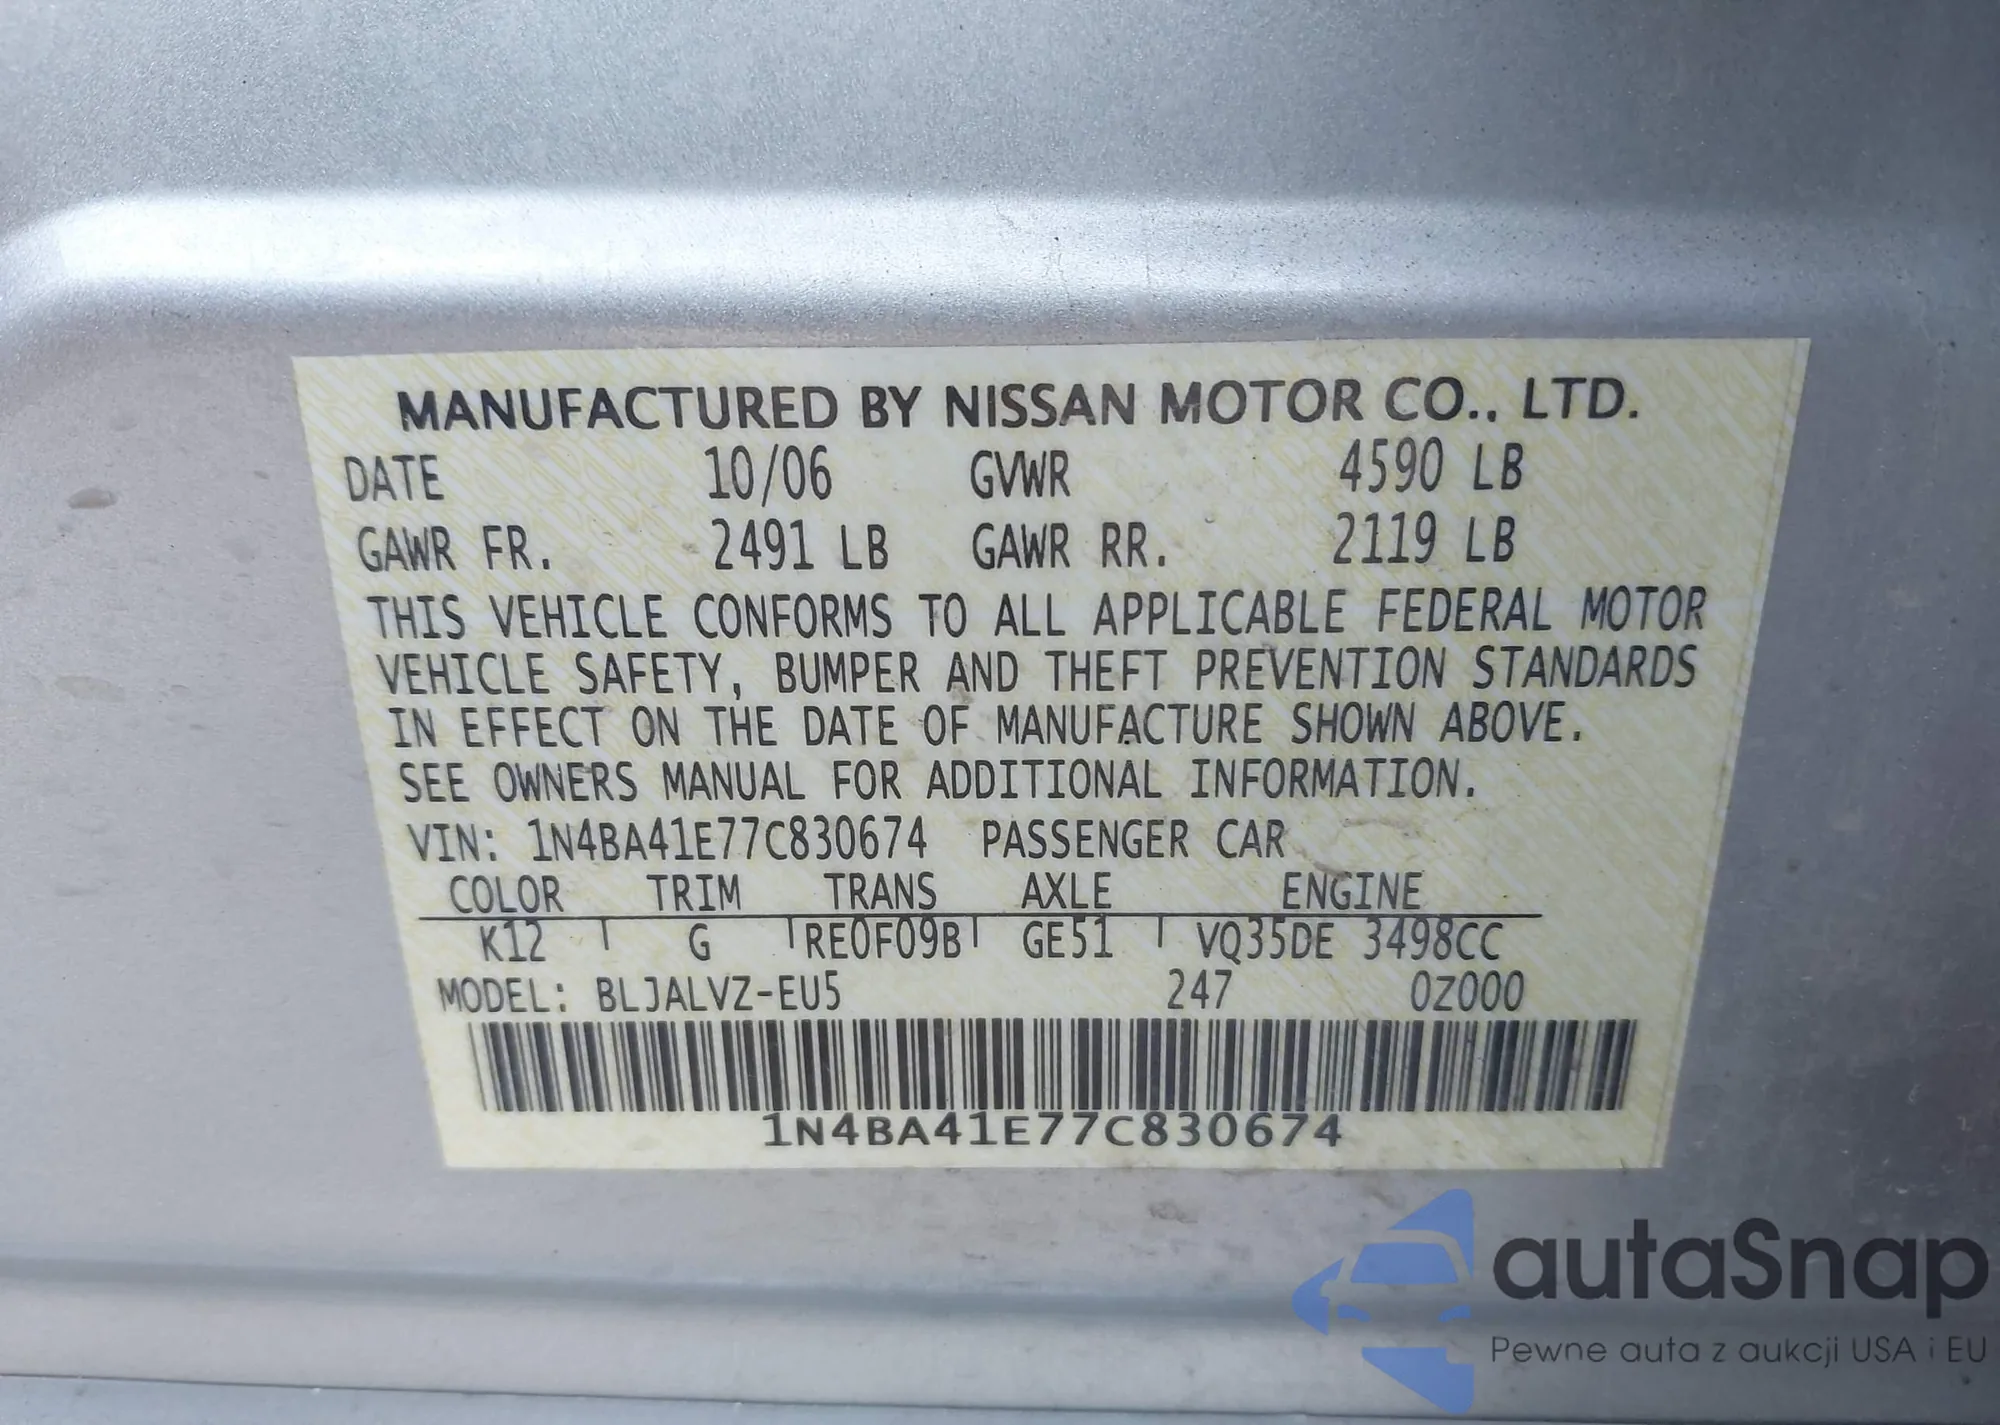 MANUFACTURED BY NISSAN MOTOR CO., LTD.
DATE 10/06 GVWR 4590 LB
GAWR FR. 2491 LB GAWR RR. 2119 LB
THIS VEHICLE CONFORMS TO ALL APPLICABLE FEDERAL MOTOR
VEHICLE SAFETY, BUMPER AND THEFT PREVENTION STANDARDS
IN EFFECT ON THE DATE OF MANUFACTURE SHOWN ABOVE.
SEE OWNERS MANUAL FOR ADDITIONAL INFORMATION.
VIN: 1N4BA41E77C830674 PASSENGER CAR
COLOR TRIM TRANS AXLE ENGINE
K12 G RE0F09B GE51 VQ35DE 3498CC
MODEL: BLJALVZ-EU5 247 0Z000
1N4BA41E77C830674
autaSnap
Pewne auta z aukcji USA i EU